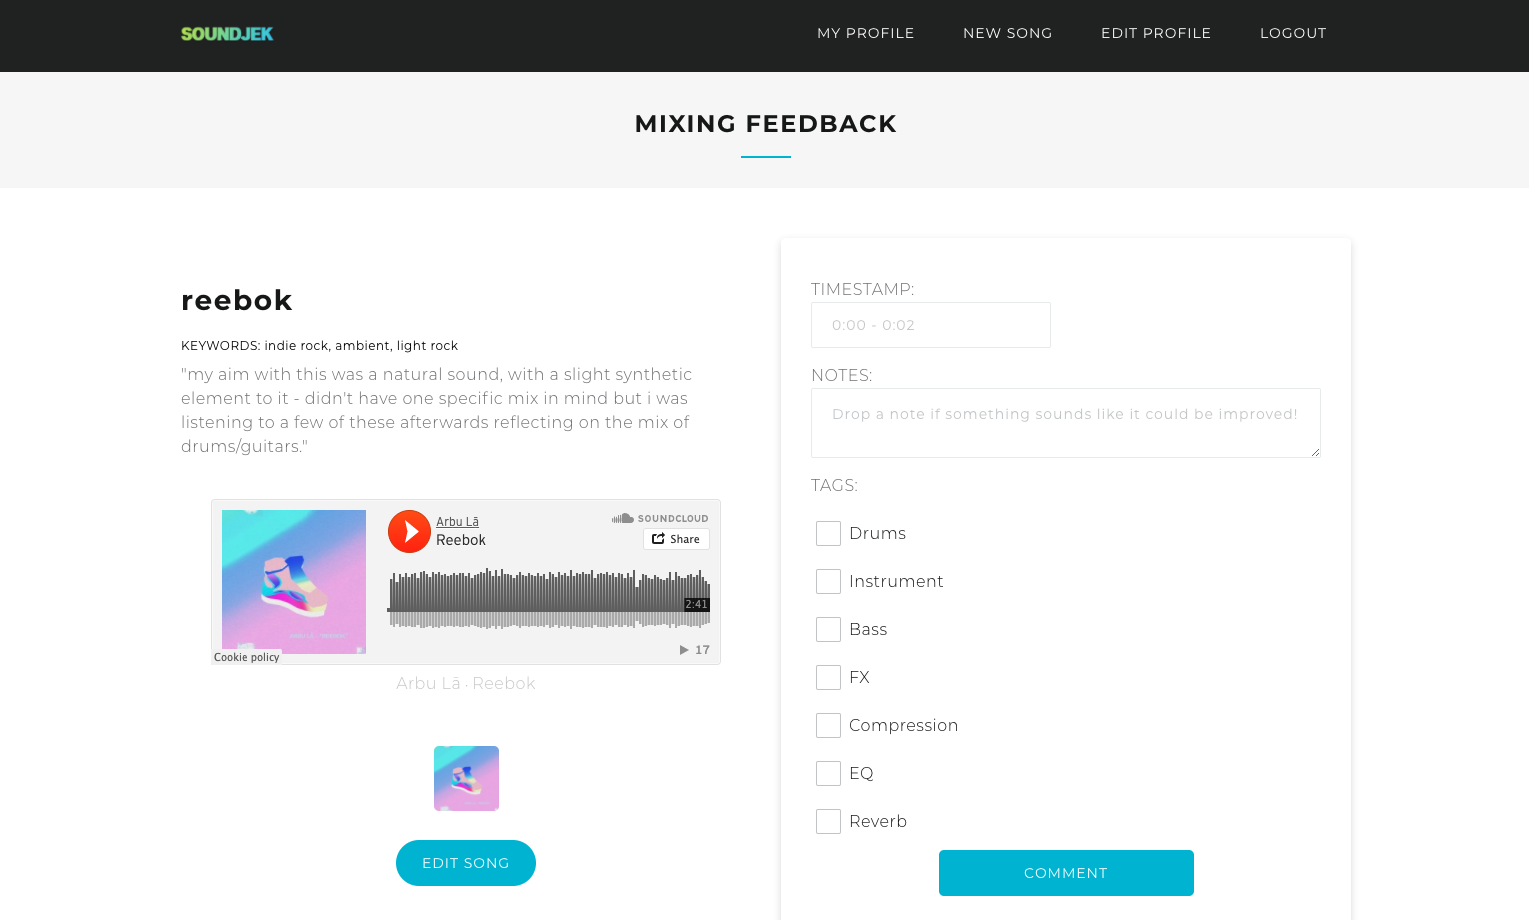 SOUNDJEK
MY PROFILE
NEW SONG
EDIT PROFILE
LOGOUT
MIXING FEEDBACK
reebok
KEYWORDS: indie rock, ambient, light rock
"my aim with this was a natural sound, with a slight synthetic
element to it - didn't have one specific mix in mind but i was
listening to a few of these afterwards reflecting on the mix of
drums/guitars."
Arbu Lā
Reebok
SOUNDCLOUD
Share
2:41
17
Cookie policy
Arbu Lā · Reebok
EDIT SONG
TIMESTAMP:
0:00 - 0:02
NOTES:
Drop a note if something sounds like it could be improved!
TAGS:
Drums
Instrument
Bass
FX
Compression
EQ
Reverb
COMMENT